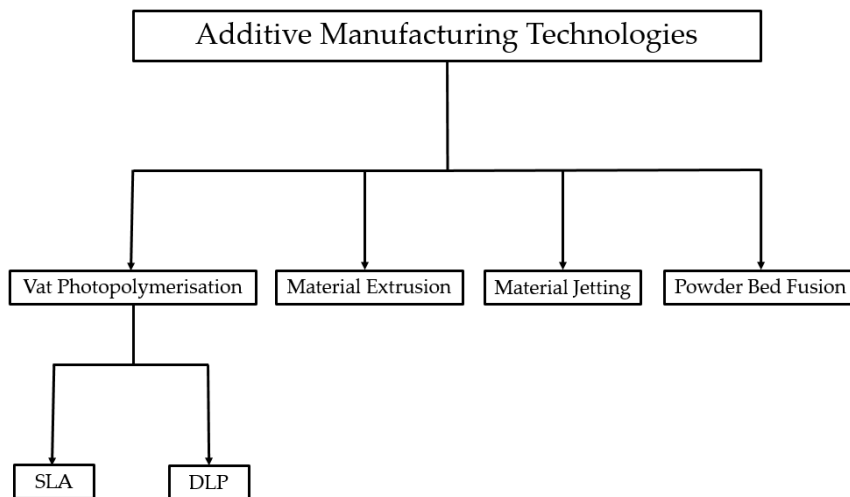 Additive Manufacturing Technologies
Vat Photopolymerisation
Material Extrusion
Material Jetting
Powder Bed Fusion
SLA
DLP